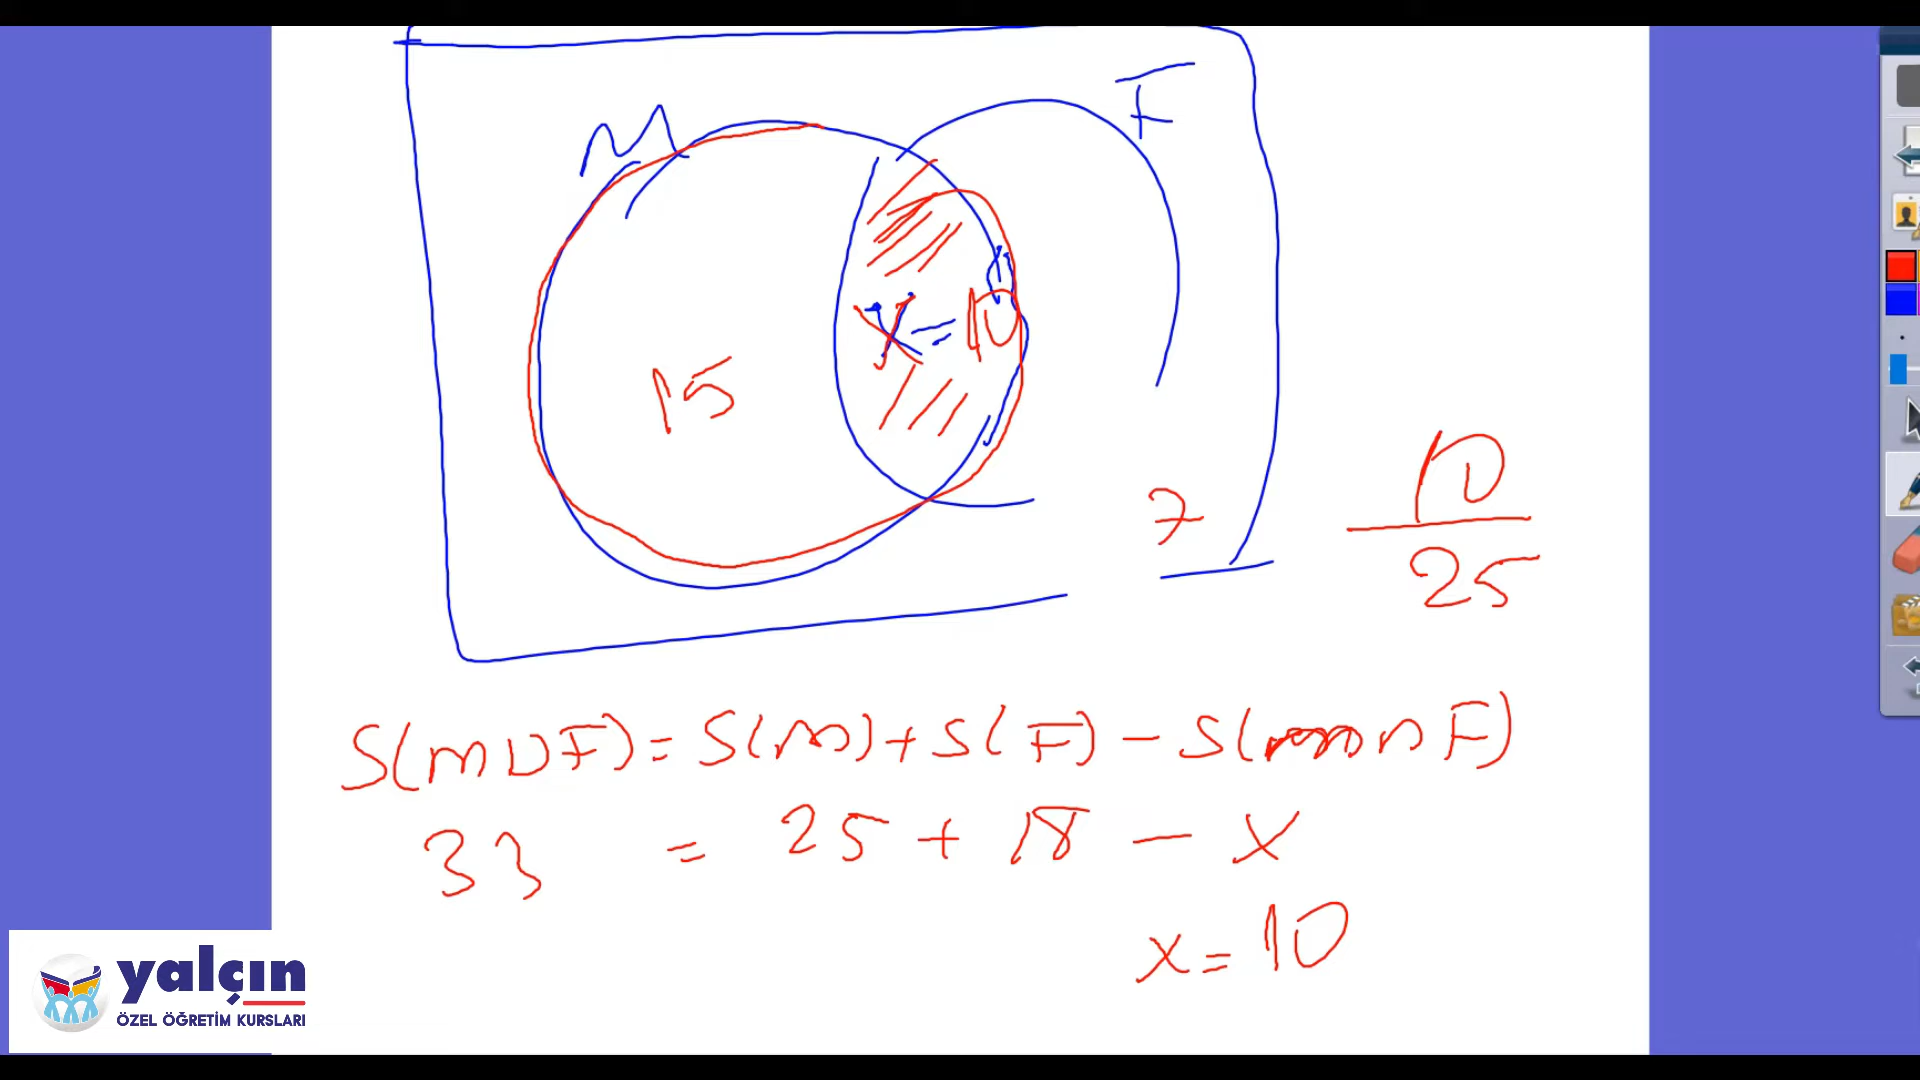 M F
X = 10
15
7
10
25
S(M∪F) = S(M) + S(F) - S(M∩F)
33 = 25 + 18 - x
x = 10
yalçın
ÖZEL ÖĞRETİM KURSLARI